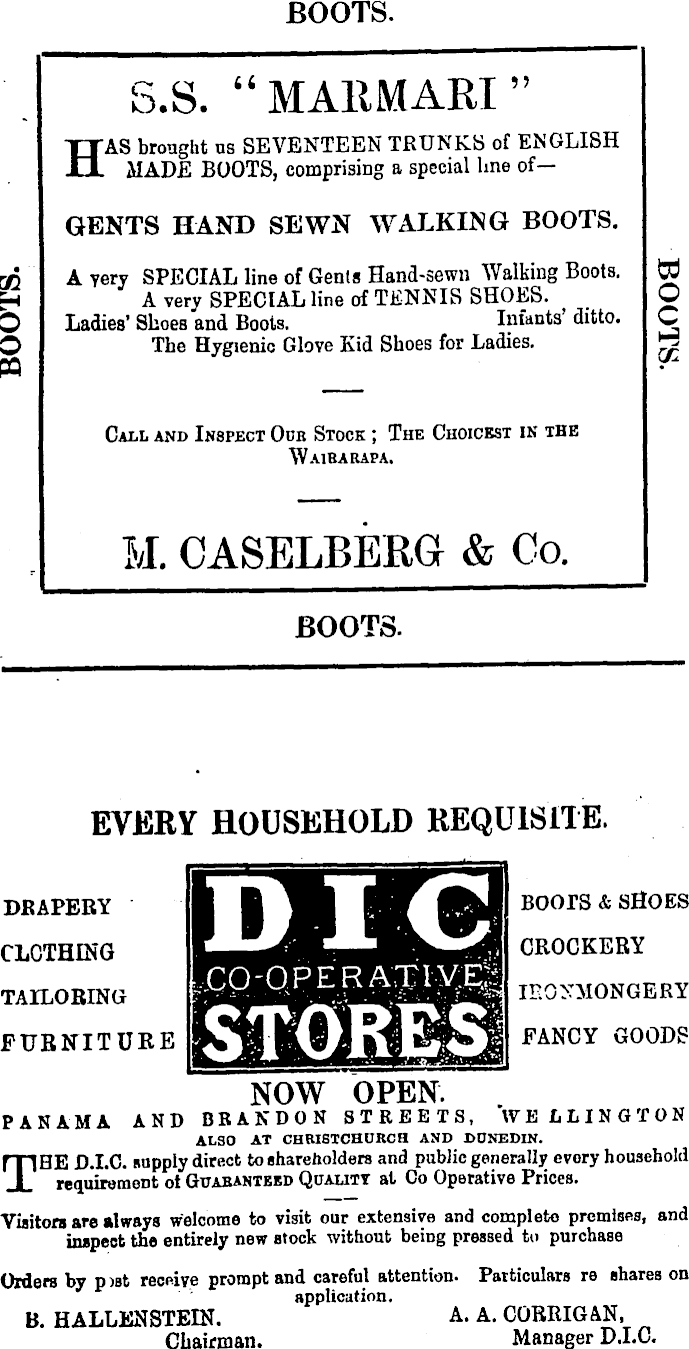 BOOTS.
S.S. “ MARMARI ”
HAS brought us SEVENTEEN TRUNKS of ENGLISH
MADE BOOTS, comprising a special line of—
GENTS HAND SEWN WALKING BOOTS.
A very SPECIAL line of Gents Hand-sewn Walking Boots.
A very SPECIAL line of TENNIS SHOES.
Ladies' Shoes and Boots. Infants' ditto.
The Hygienic Glove Kid Shoes for Ladies.
CALL AND INSPECT OUR STOCK ; THE CHOICEST IN THE
WAIRARAPA.
M. CASELBERG & Co.
BOOTS.
BOOTS.
BOOTS.
EVERY HOUSEHOLD REQUISITE.
DRAPERY
CLOTHING
TAILORING
FURNITURE
DIC
CO-OPERATIVE
STORES
BOOTS & SHOES
CROCKERY
IRONMONGERY
FANCY GOODS
NOW OPEN.
PANAMA AND BRANDON STREETS, WELLINGTON
ALSO AT CHRISTCHURCH AND DUNEDIN.
THE D.I.C. supply direct to shareholders and public generally every household
requirement of GUARANTEED QUALITY at Co Operative Prices.
Visitors are always welcome to visit our extensive and complete premises, and
inspect the entirely new stock without being pressed to purchase
Orders by post receive prompt and careful attention. Particulars re shares on
application.
B. HALLENSTEIN. A. A. CORRIGAN,
Chairman. Manager D.I.C.